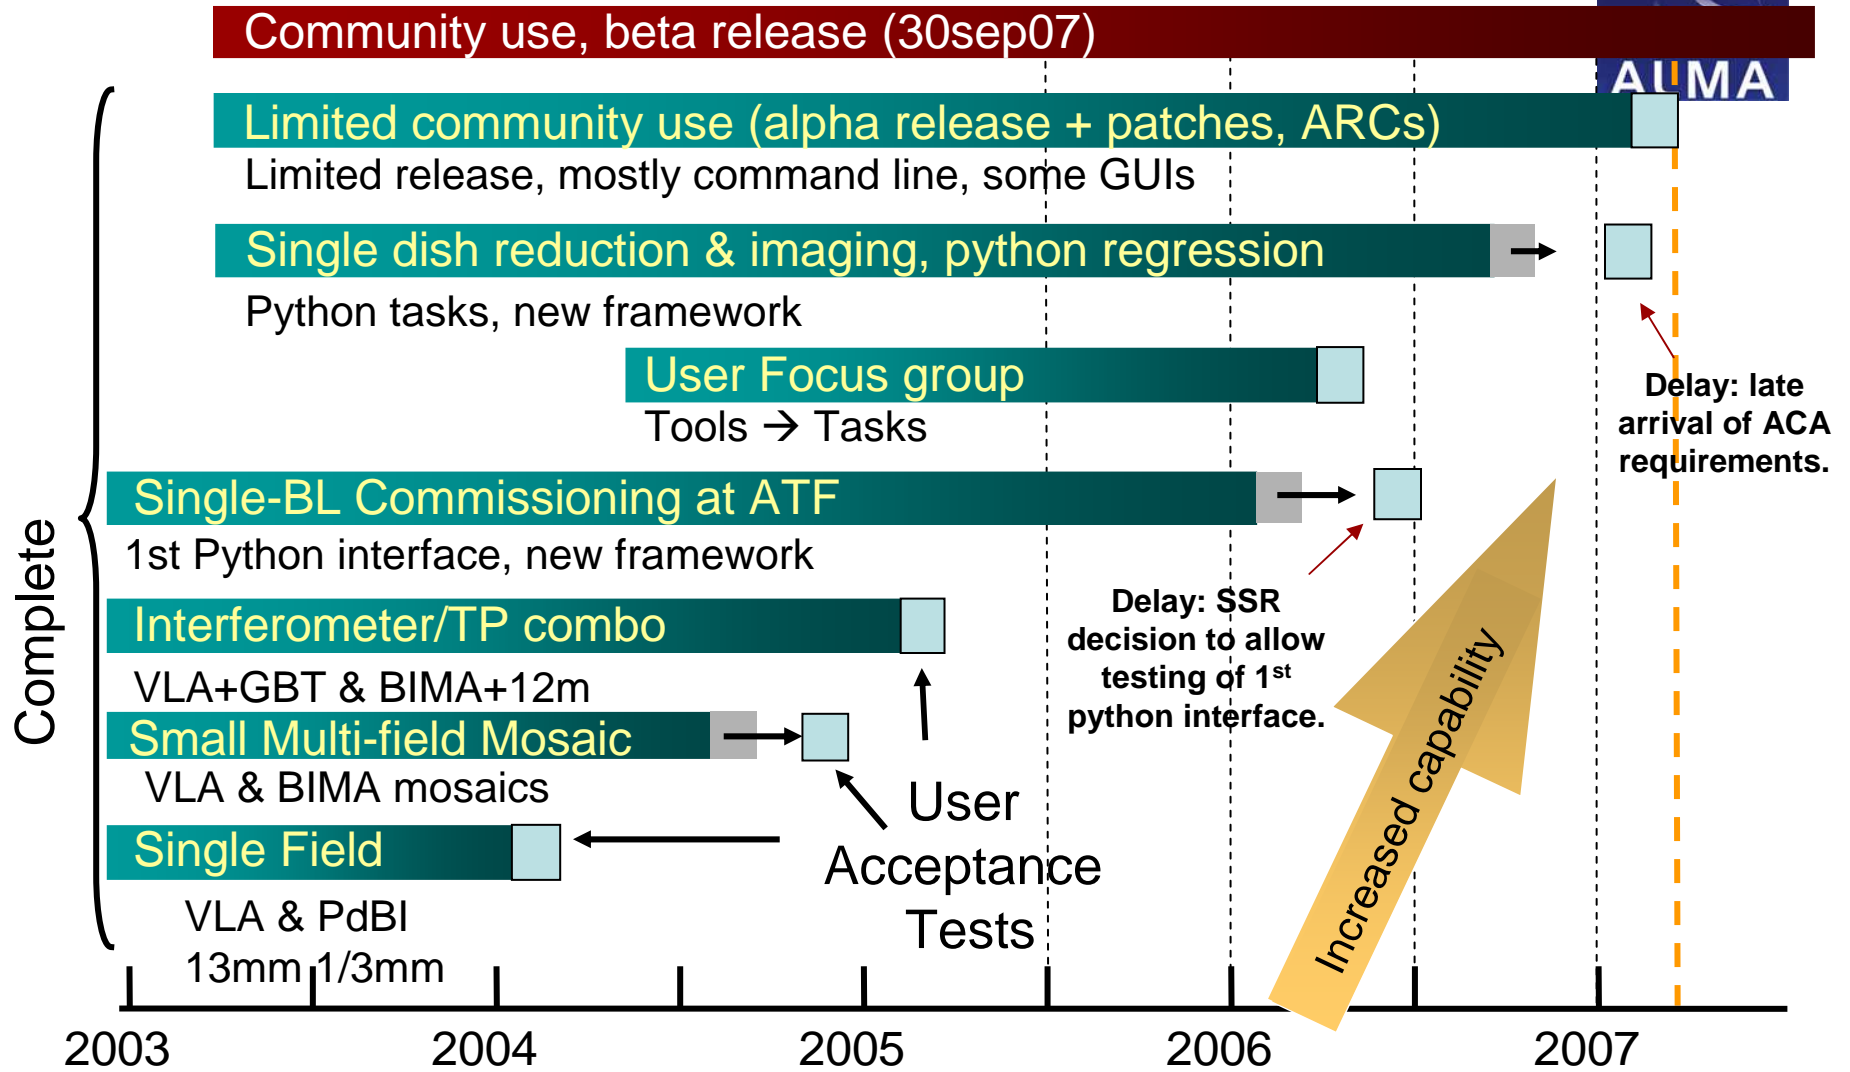 Community use, beta release (30sep07)
ALMA
Limited community use (alpha release + patches, ARCs)
Limited release, mostly command line, some GUIs
Single dish reduction & imaging, python regression
Python tasks, new framework
User Focus group
Tools → Tasks
Delay: late
arrival of ACA
requirements.
Single-BL Commissioning at ATF
1st Python interface, new framework
Complete
Interferometer/TP combo
VLA+GBT & BIMA+12m
Delay: SSR
decision to allow
testing of 1st
python interface.
Small Multi-field Mosaic
VLA & BIMA mosaics
Increased capability
User
Acceptance
Tests
Single Field
VLA & PdBI
13mm 1/3mm
2003 2004 2005 2006 2007